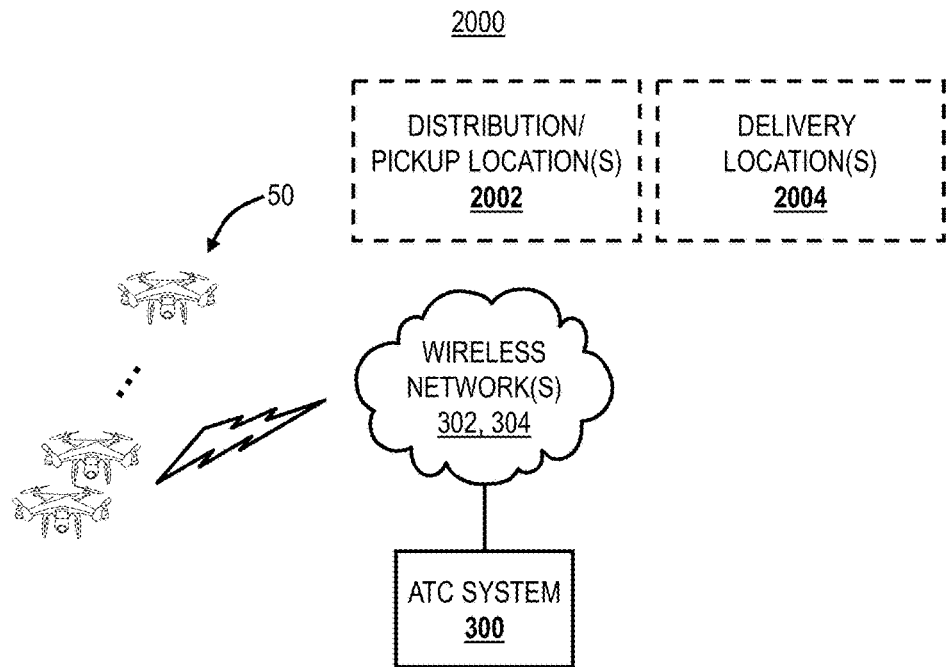 2000
DISTRIBUTION/
PICKUP LOCATION(S)
2002
DELIVERY
LOCATION(S)
2004
50
WIRELESS
NETWORK(S)
302, 304
ATC SYSTEM
300